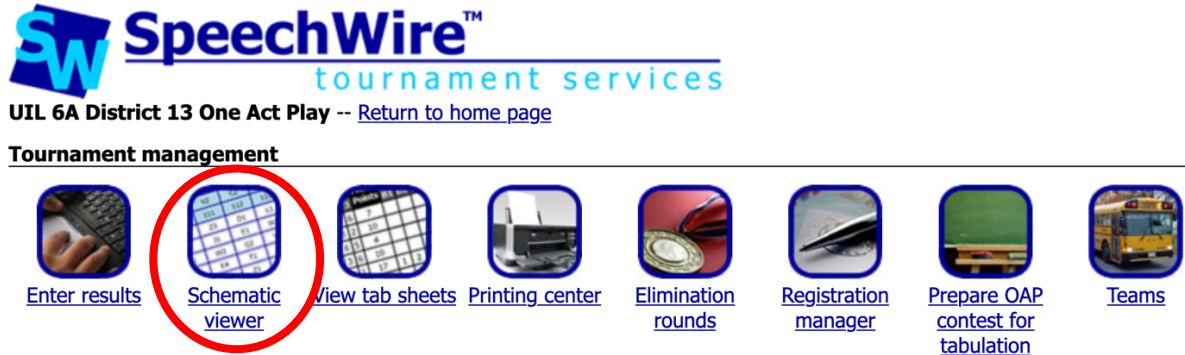 SW SpeechWire™
tournament services
UIL 6A District 13 One Act Play -- Return to home page
Tournament management
Enter results
Schematic
viewer
View tab sheets
Printing center
Elimination
rounds
Registration
manager
Prepare OAP
contest for
tabulation
Teams